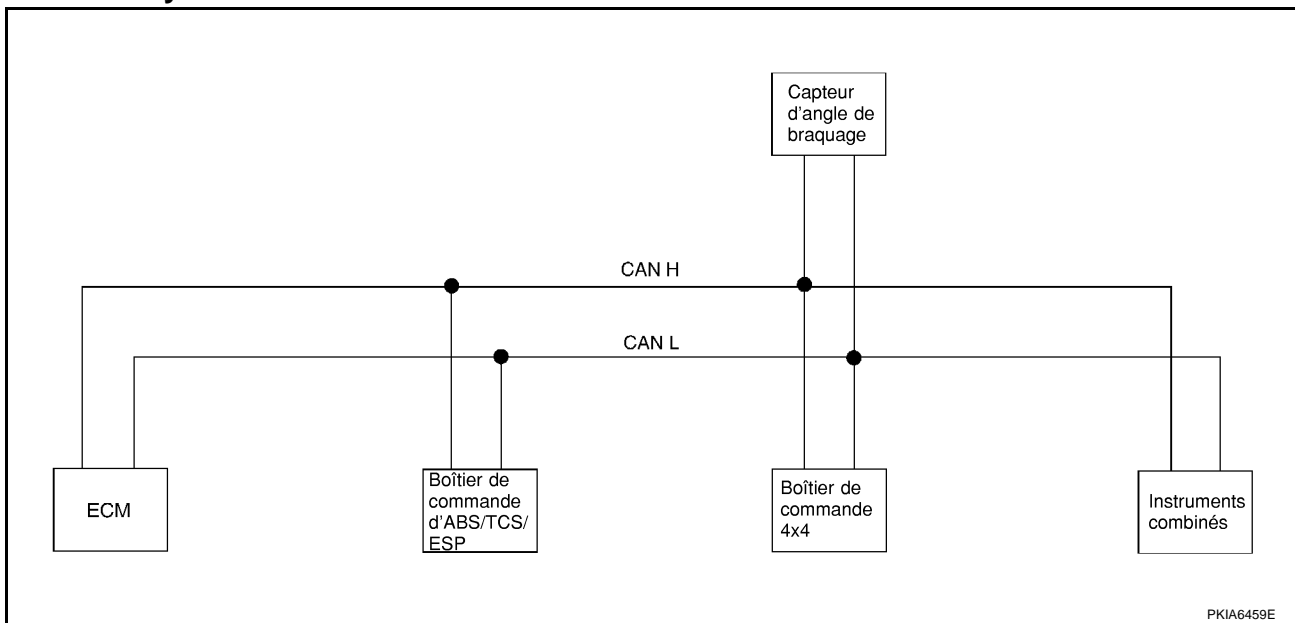 Capteur
d'angle de
braquage
CAN H
CAN L
ECM
Boîtier de
commande
d'ABS/TCS/
ESP
Boîtier de
commande
4x4
Instruments
combinés
PKIA6459E